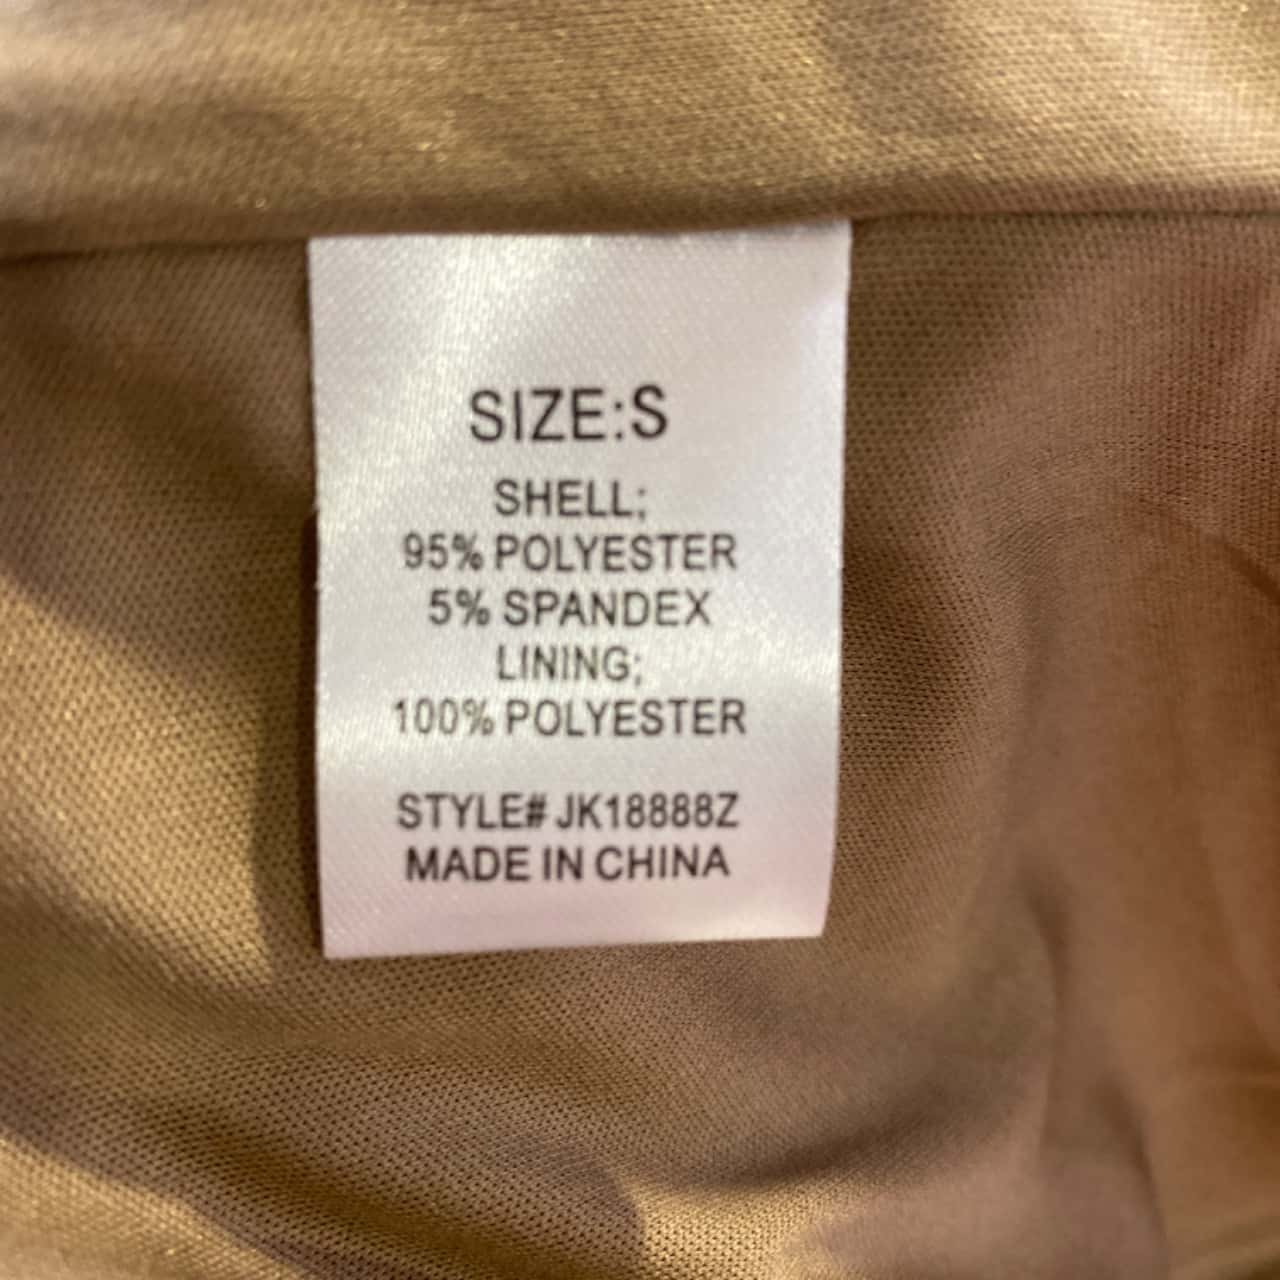 SIZE:S
SHELL;
95% POLYESTER
5% SPANDEX
LINING;
100% POLYESTER
STYLE# JK18888Z
MADE IN CHINA